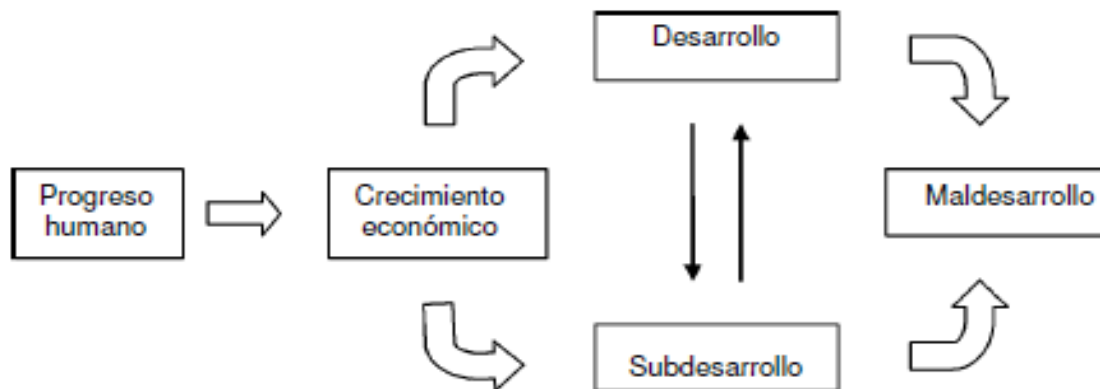 Desarrollo
Progreso
humano
Crecimiento
económico
Maldesarrollo
Subdesarrollo